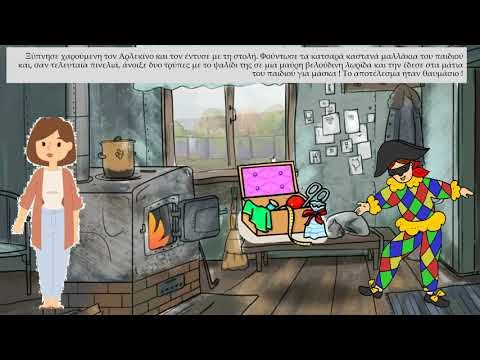 Ξύπνησε χαρούμενη τον Αρλεκίνο και τον έντυσε με τη στολή. Φούντωσε τα κατσαρά καστανά μαλλάκια του παιδιού
και, σαν τελευταία πινελιά, άνοιξε δυο τρύπες με το ψαλίδι της σε μια μαύρη βελούδινη λωρίδα και την έδεσε στα μάτια
του παιδιού για μάσκα ! Το αποτέλεσμα ήταν θαυμάσιο !